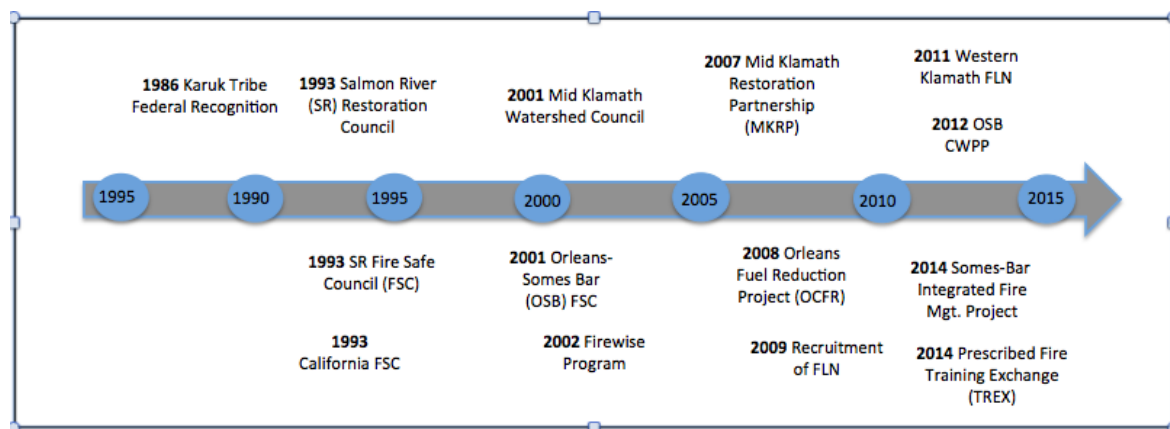 1986 Karuk Tribe
Federal Recognition
1993 Salmon River
(SR) Restoration
Council
2001 Mid Klamath
Watershed Council
2007 Mid Klamath
Restoration
Partnership
(MKRP)
2011 Western
Klamath FLN
2012 OSB
CWPP
1995
1990
1995
2000
2005
2010
2015
1993 SR Fire Safe
Council (FSC)
1993
California FSC
2001 Orleans-
Somes Bar
(OSB) FSC
2002 Firewise
Program
2008 Orleans
Fuel Reduction
Project (OCFR)
2009 Recruitment
of FLN
2014 Somes-Bar
Integrated Fire
Mgt. Project
2014 Prescribed Fire
Training Exchange
(TREX)